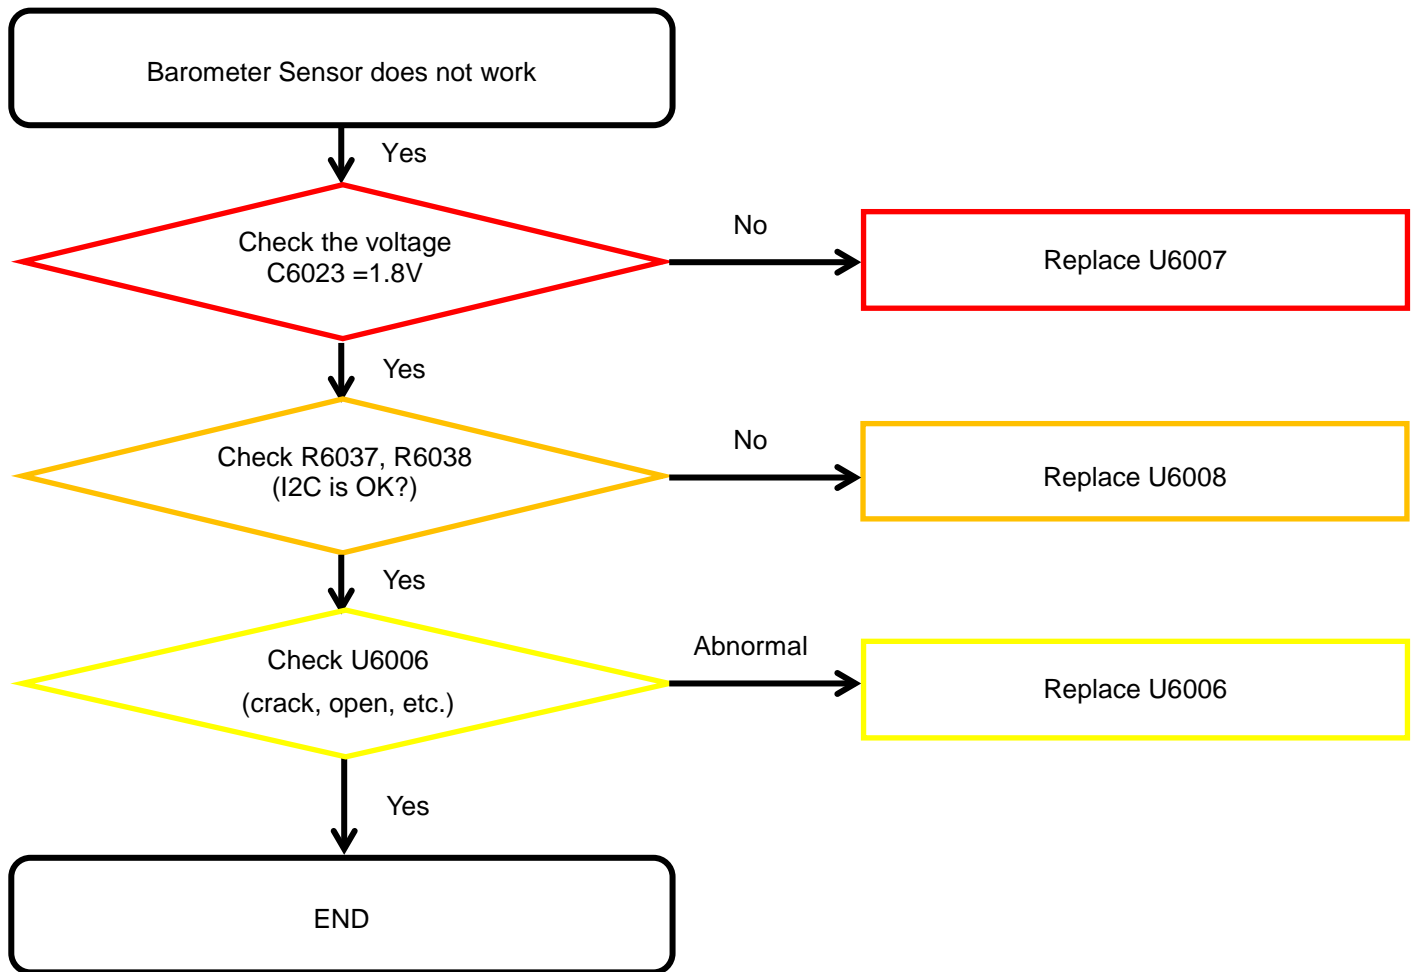 Barometer Sensor does not work
Yes
Check the voltage
C6023 =1.8V
No
Replace U6007
Yes
Check R6037, R6038
(I2C is OK?)
No
Replace U6008
Yes
Check U6006
(crack, open, etc.)
Abnormal
Replace U6006
Yes
END